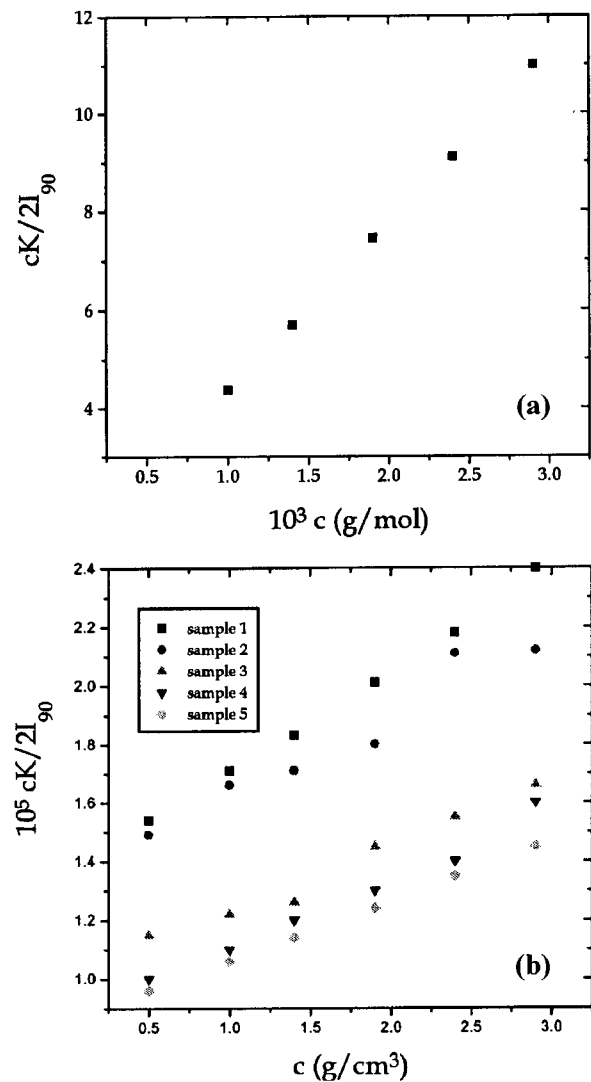 12
10
8
6
4
cK/2I90
0.5 1.0 1.5 2.0 2.5 3.0
(a)
10³ c (g/mol)
2.4
2.2
2.0
1.8
1.6
1.4
1.2
1.0
10⁵ cK/2I90
sample 1
sample 2
sample 3
sample 4
sample 5
(b)
0.5 1.0 1.5 2.0 2.5 3.0
c (g/cm³)